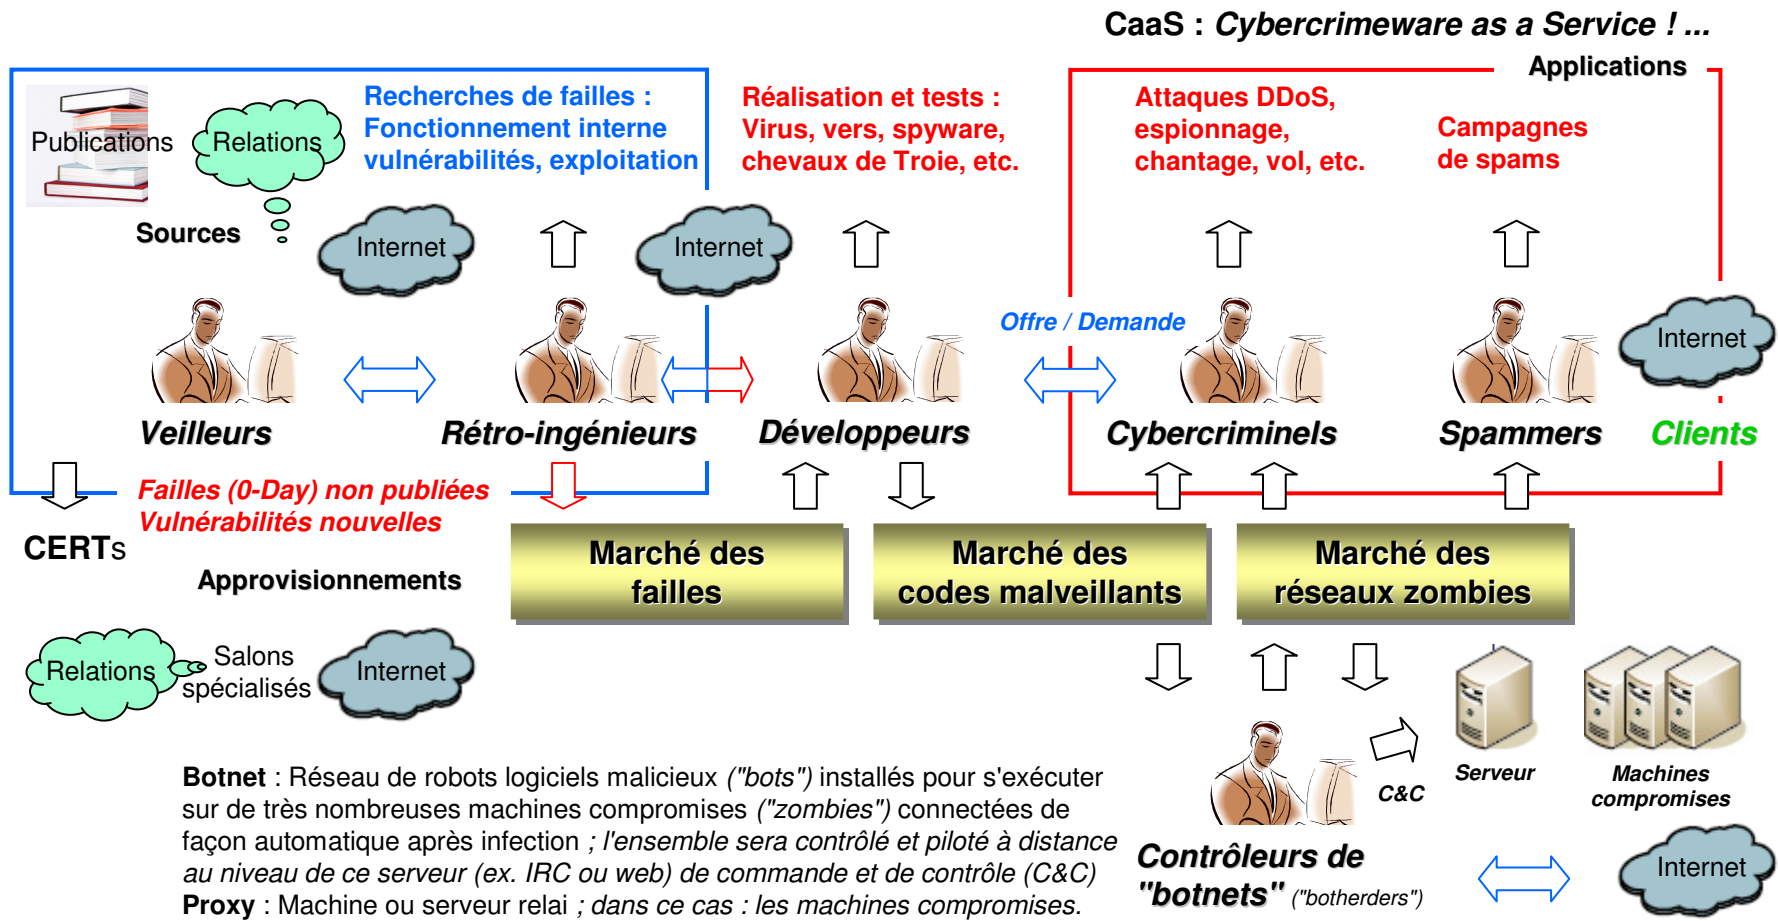 CaaS : Cybercrimeware as a Service ! ...
Applications
Publications
Relations
Sources
Recherches de failles :
Fonctionnement interne
vulnérabilités, exploitation
Réalisation et tests :
Virus, vers, spyware,
chevaux de Troie, etc.
Attaques DDoS,
espionnage,
chantage, vol, etc.
Campagnes
de spams
Internet
Internet
Offre / Demande
Internet
Veilleurs
Rétro-ingénieurs
Développeurs
Cybercriminels
Spammers
Clients
Failles (0-Day) non publiées
Vulnérabilités nouvelles
CERTs
Approvisionnements
Marché des
failles
Marché des
codes malveillants
Marché des
réseaux zombies
Relations
Salons
spécialisés
Internet
C&C
Serveur
Machines
compromises
Botnet : Réseau de robots logiciels malicieux ("bots") installés pour s'exécuter
sur de très nombreuses machines compromises ("zombies") connectées de
façon automatique après infection ; l'ensemble sera contrôlé et piloté à distance
au niveau de ce serveur (ex. IRC ou web) de commande et de contrôle (C&C)
Proxy : Machine ou serveur relai ; dans ce cas : les machines compromises.
Contrôleurs de
"botnets" ("botherders")
Internet